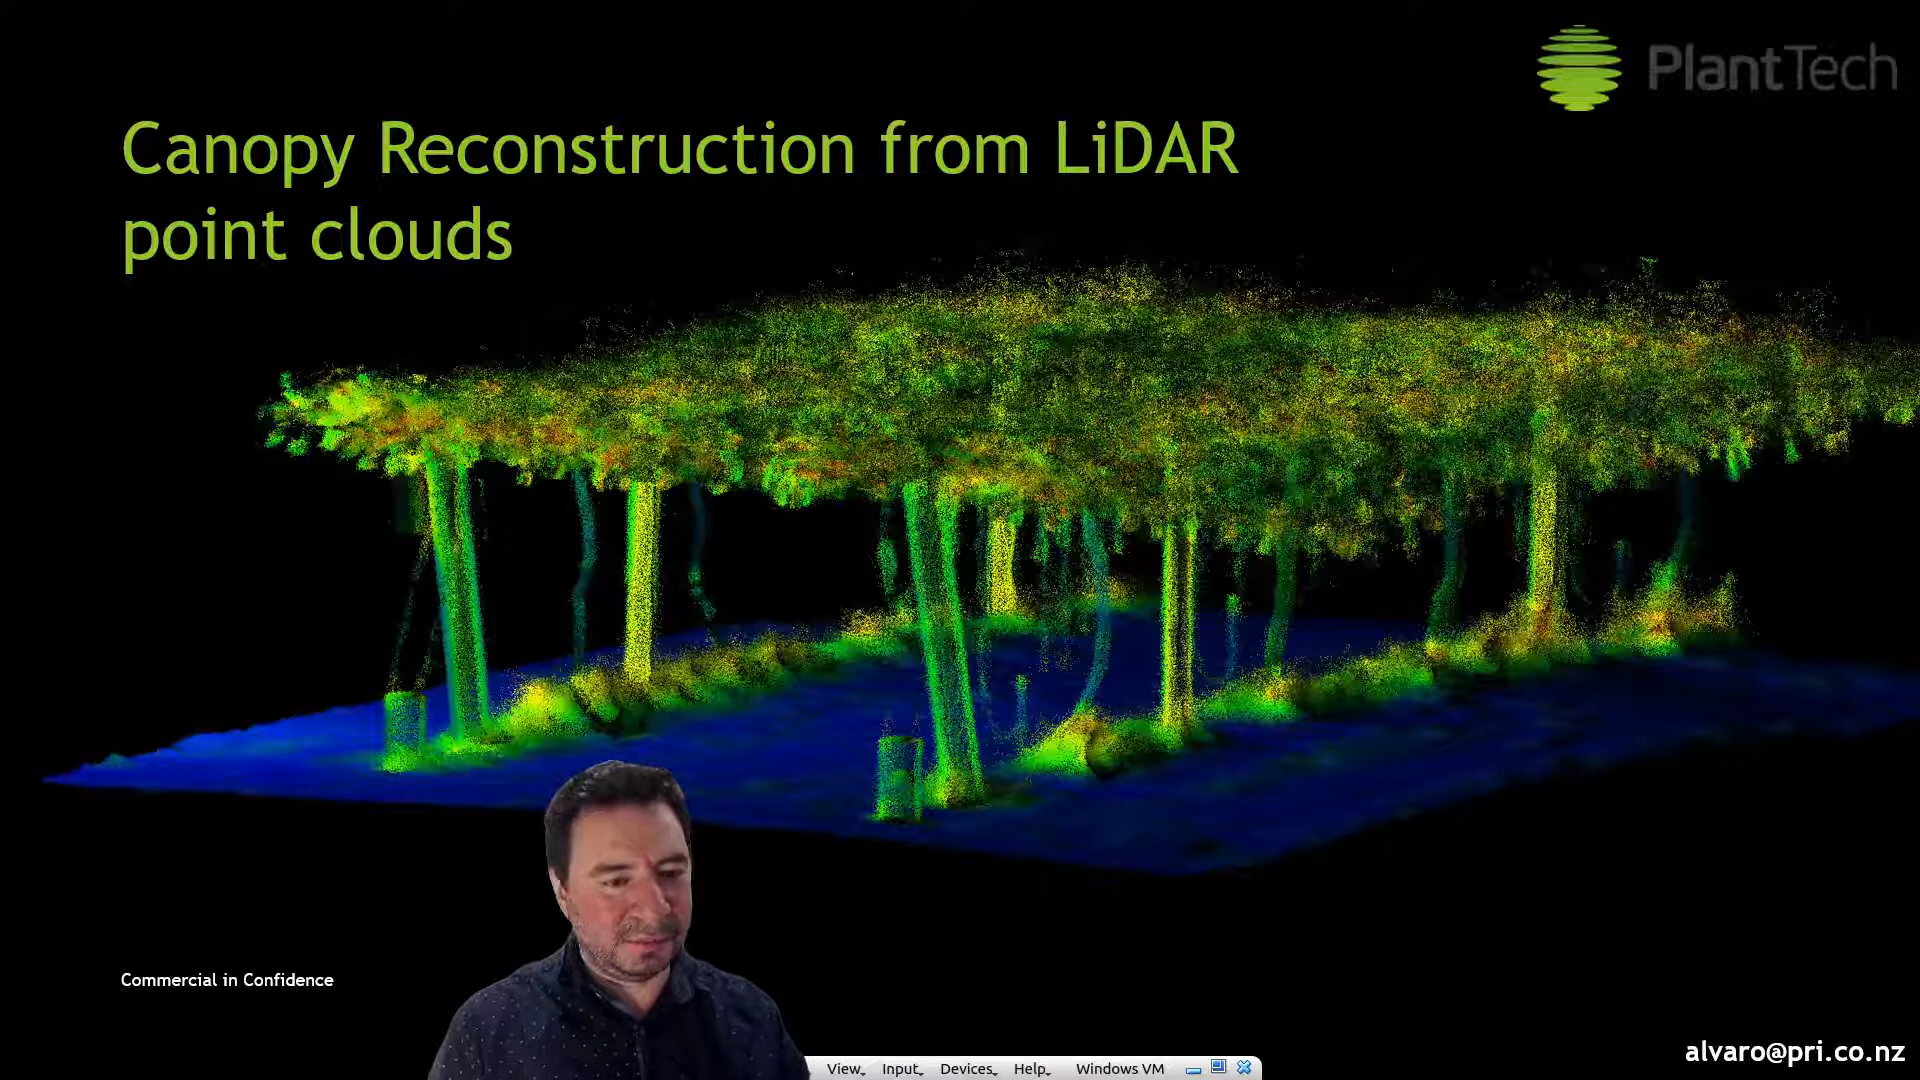 PlantTech
Canopy Reconstruction from LiDAR
point clouds
Commercial in Confidence
alvaro@pri.co.nz
View Input Devices Help Windows VM